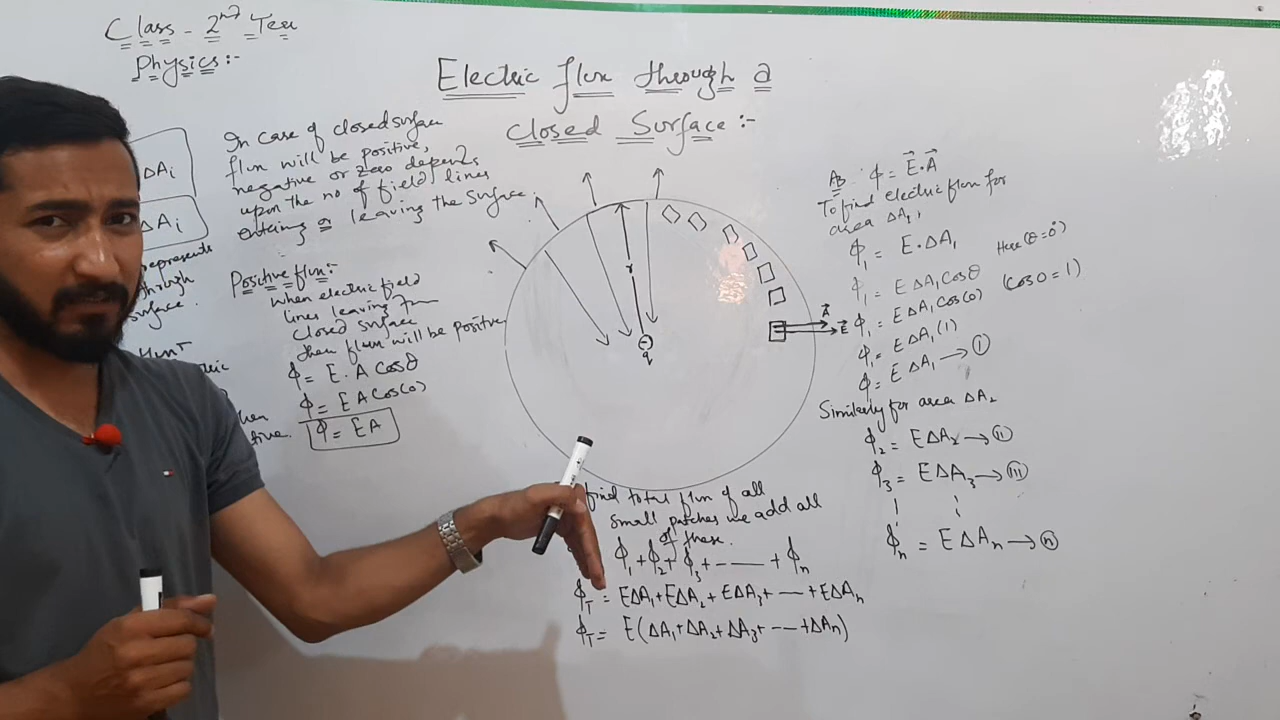 Class - 2nd Year
Physics:-
Electric flux through a
Closed Surface:-
ΔAi
ΔAi
represents
through
surface.
In case of closed surface
flux will be positive,
negative or zero depends
upon the no of field lines
entering or leaving the surface.
Positive flux:-
when electric field
lines leaving from
closed surface
then flux will be positive
ϕ = E.A Cosθ
ϕ = EA Cos(0)
ϕ = EA
r
q
A
E
As ϕ = E.A
To find electric flux for
area ΔA1,
ϕ1 = E.ΔA1
ϕ1 = EΔA1 Cosθ Here (θ=0°)
ϕ1 = EΔA1 Cos(0) (Cos0=1)
ϕ1 = EΔA1(1)
ϕ = EΔA1 → (I)
Similarly for area ΔA2
ϕ2 = EΔA2 → (II)
ϕ3 = EΔA3 → (III)
ϕn = EΔAn → (n)
find total flux of all
small patches we add all
of these.
ϕ1+ϕ2+ϕ3+ --- +ϕn
ϕT = EΔA1+EΔA2+EΔA3+ --- +EΔAn
ϕT = E(ΔA1+ΔA2+ΔA3+ --- +ΔAn)